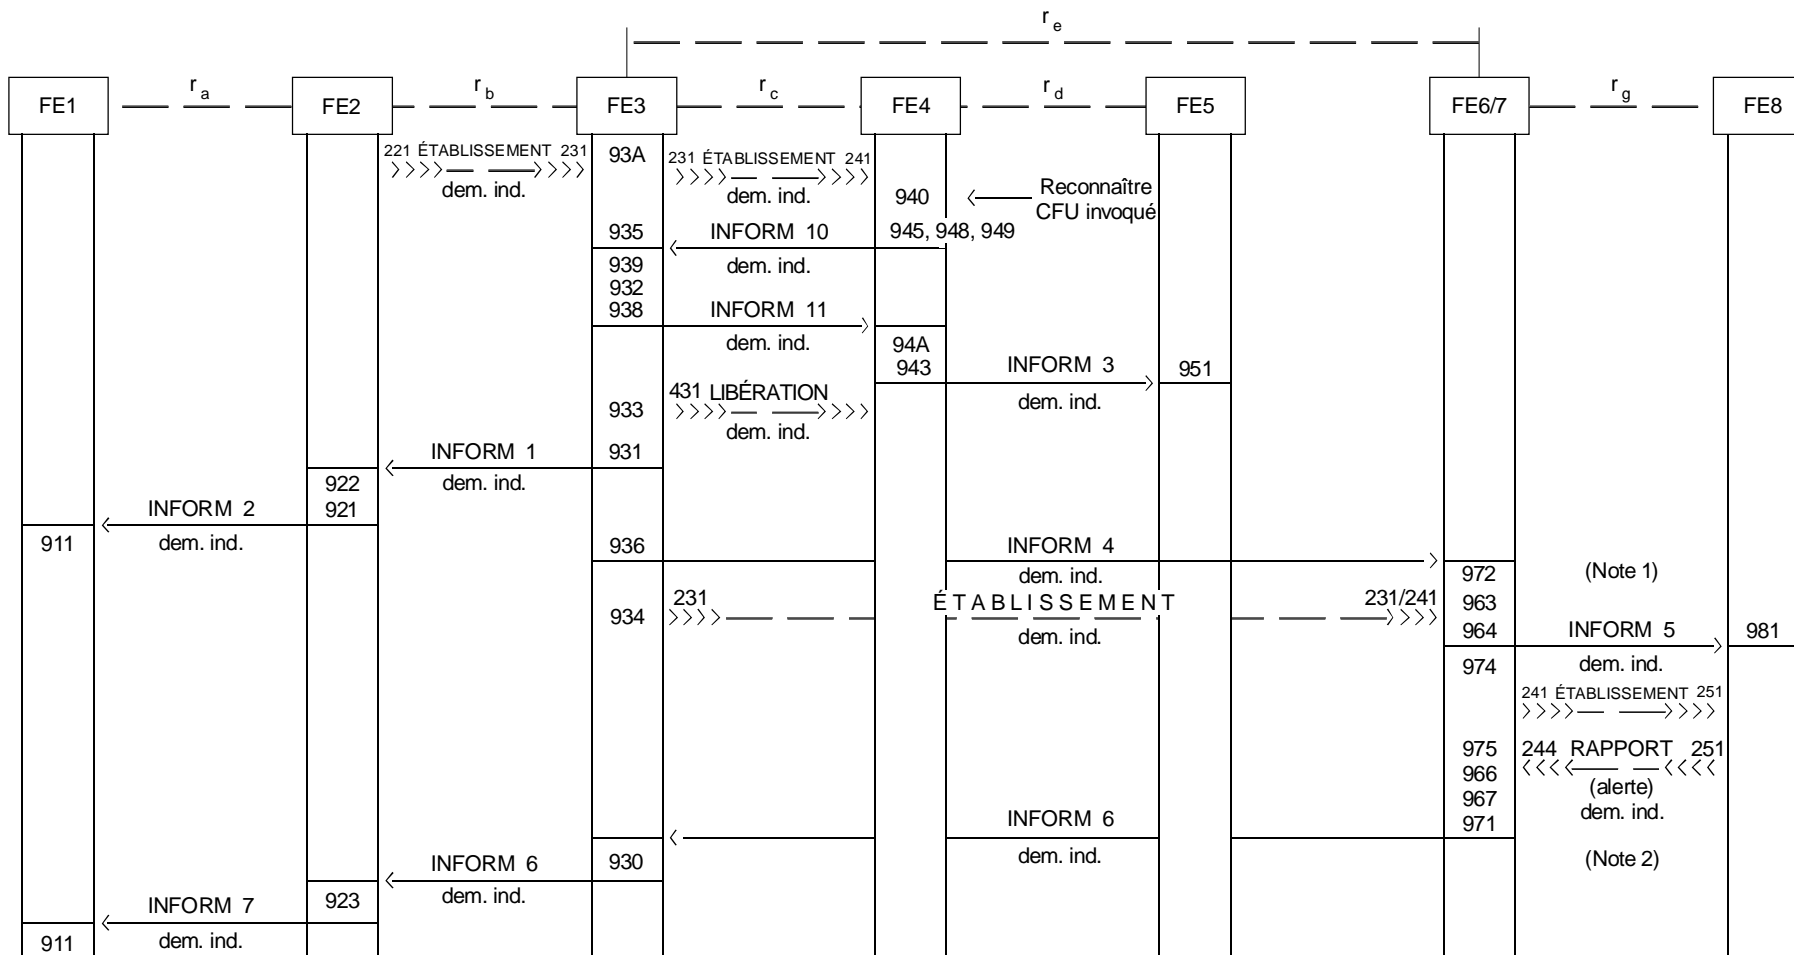 r e
FE1 r a FE2 r b FE3 r c FE4 r d FE5 FE6/7 r g FE8
221 ÉTABLISSEMENT 231 93A 231 ÉTABLISSEMENT 241
dem. ind. dem. ind. 940 Reconnaître
CFU invoqué
935 INFORM 10 945, 948, 949
939 dem. ind.
932
938 INFORM 11
dem. ind. 94A
943 INFORM 3 951
dem. ind.
933 431 LIBÉRATION
dem. ind.
INFORM 1 931
922 dem. ind.
INFORM 2 921
911 dem. ind.
936 INFORM 4
dem. ind. 972 (Note 1)
934 231 ÉTABLISSEMENT 231/241 963
dem. ind.
964 INFORM 5 981
974 dem. ind.
241 ÉTABLISSEMENT 251
975 244 RAPPORT 251
966 (alerte)
967 dem. ind.
INFORM 6 971
dem. ind. (Note 2)
INFORM 6 930
dem. ind.
INFORM 7 923
911 dem. ind.